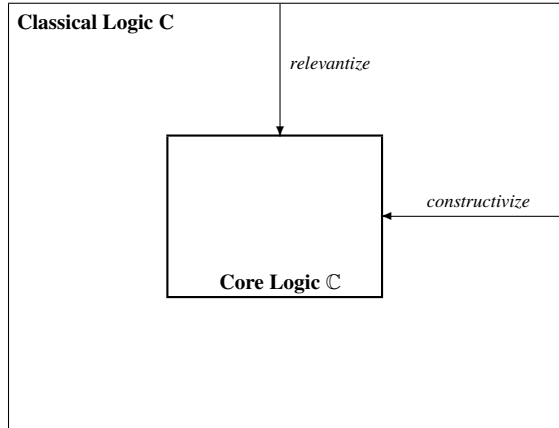 Classical Logic C
relevantize
constructivize
Core Logic ℂ